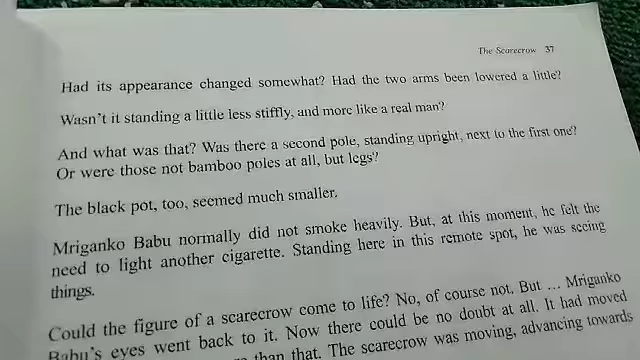 The Scarecrow 37
Had its appearance changed somewhat? Had the two arms been lowered a little?
Wasn't it standing a little less stiffly, and more like a real man?
And what was that? Was there a second pole, standing upright, next to the first one?
Or were those not bamboo poles at all, but legs?
The black pot, too, seemed much smaller.
Mriganko Babu normally did not smoke heavily. But, at this moment, he felt the
need to light another cigarette. Standing here in this remote spot, he was seeing
things.
Could the figure of a scarecrow come to life? No, of course not. But ... Mriganko
Babu's eyes went back to it. Now there could be no doubt at all. It had moved
than that. The scarecrow was moving, advancing towards